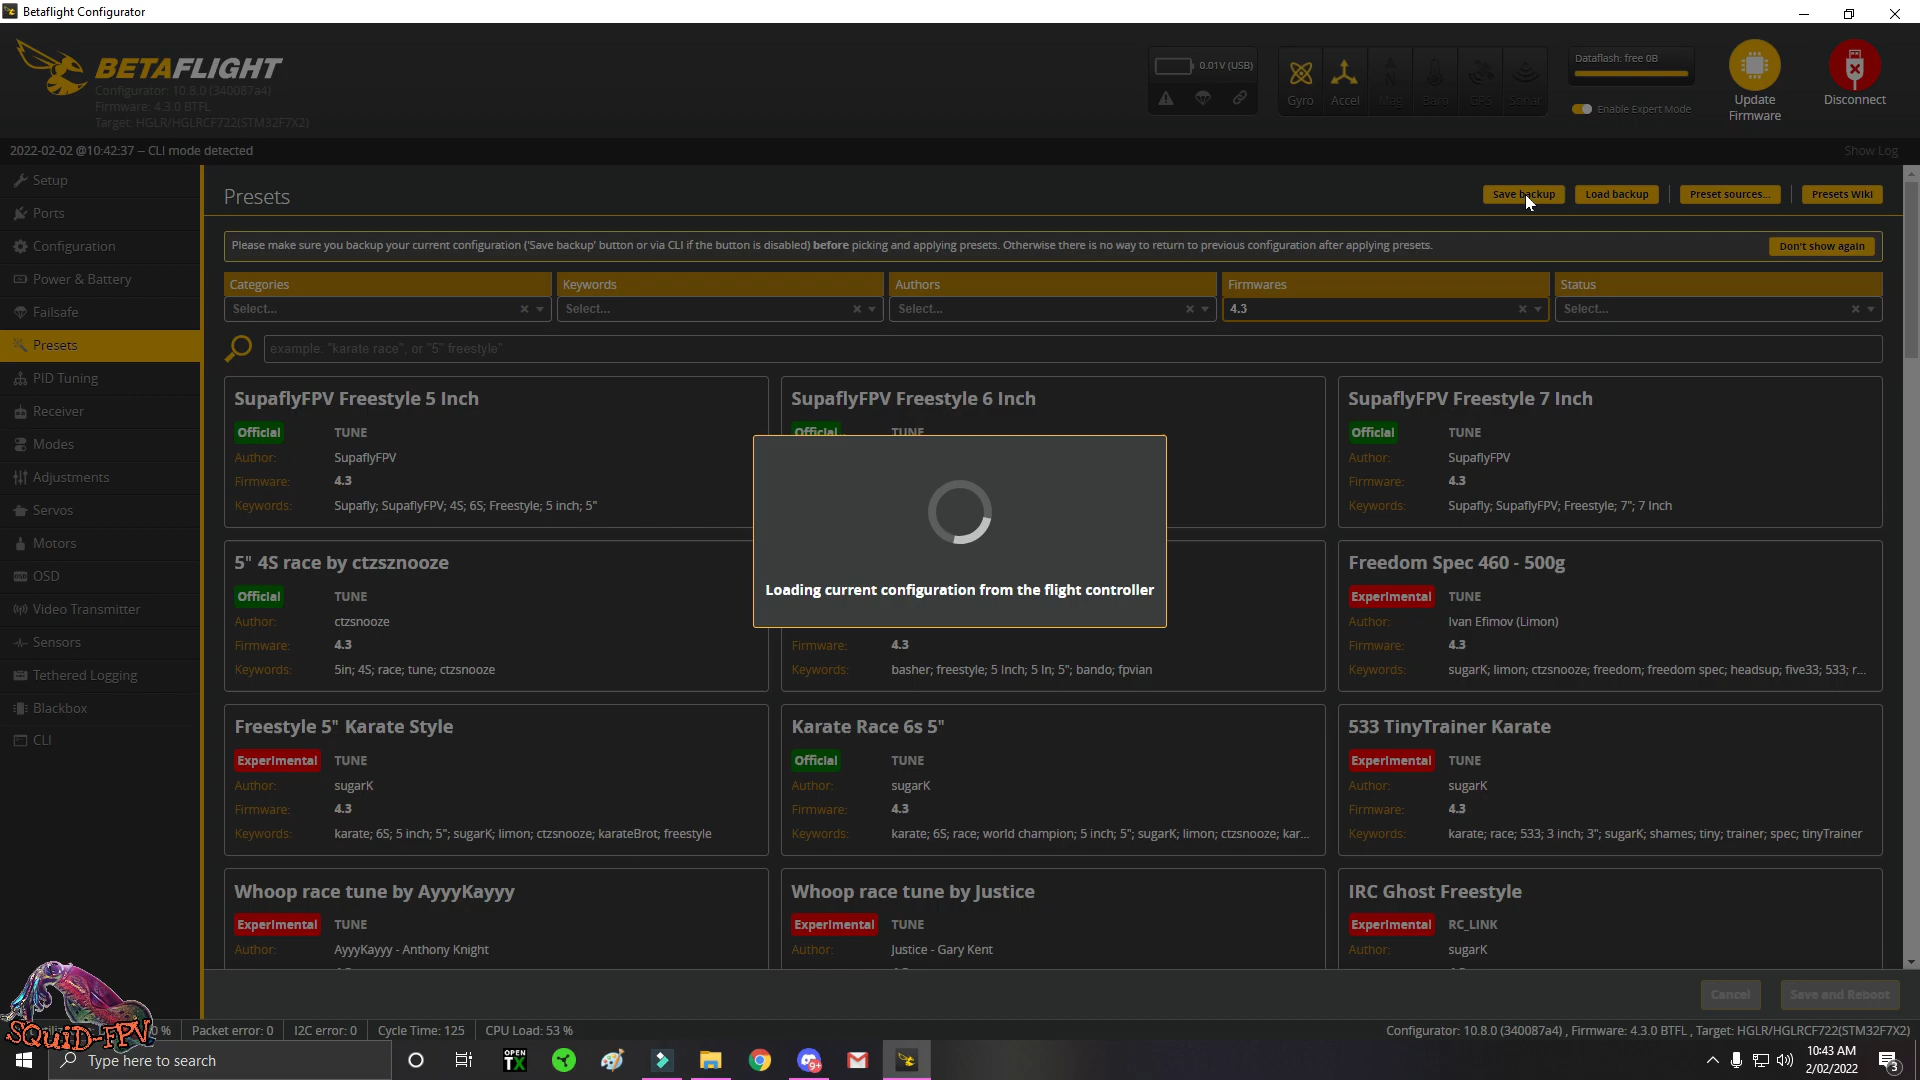 Betaflight Configurator
BETAFLIGHT
Configurator: 10.8.0 (340087a4)
Firmware: 4.3.0 BTFL
Target: HGLR/HGLRCF722(STM32F7X2)
0.01V (USB)
Gyro
Accel
Mag
Baro
GPS
Sonar
Dataflash: free 0B
Enable Expert Mode
Update
Firmware
Disconnect
2022-02-02 @10:42:37 -- CLI mode detected
Show Log
Setup
Ports
Configuration
Power & Battery
Failsafe
Presets
PID Tuning
Receiver
Modes
Adjustments
Servos
Motors
OSD
Video Transmitter
Sensors
Tethered Logging
Blackbox
CLI
Presets
Save backup
Load backup
Preset sources...
Presets Wiki
Please make sure you backup your current configuration ('Save backup' button or via CLI if the button is disabled) before picking and applying presets. Otherwise there is no way to return to previous configuration after applying presets.
Don't show again
Categories
Select...
Keywords
Select...
Authors
Select...
Firmwares
4.3
Status
Select...
example: "karate race", or "5" freestyle"
SupaflyFPV Freestyle 5 Inch
Official TUNE
Author: SupaflyFPV
Firmware: 4.3
Keywords: Supafly; SupaflyFPV; 4S; 6S; Freestyle; 5 inch; 5"
SupaflyFPV Freestyle 6 Inch
Official TUNE
SupaflyFPV Freestyle 7 Inch
Official TUNE
Author: SupaflyFPV
Firmware: 4.3
Keywords: Supafly; SupaflyFPV; Freestyle; 7"; 7 Inch
Loading current configuration from the flight controller
5" 4S race by ctzsznooze
Official TUNE
Author: ctzsnooze
Firmware: 4.3
Keywords: 5in; 4S; race; tune; ctzsnooze
Firmware: 4.3
Keywords: basher; freestyle; 5 Inch; 5 In; 5"; bando; fpvian
Freedom Spec 460 - 500g
Experimental TUNE
Author: Ivan Efimov (Limon)
Firmware: 4.3
Keywords: sugarK; limon; ctzsnooze; freedom; freedom spec; headsup; five33; 533; r...
Freestyle 5" Karate Style
Experimental TUNE
Author: sugarK
Firmware: 4.3
Keywords: karate; 6S; 5 inch; 5"; sugarK; limon; ctzsnooze; karateBrot; freestyle
Karate Race 6s 5"
Official TUNE
Author: sugarK
Firmware: 4.3
Keywords: karate; 6S; race; world champion; 5 inch; 5"; sugarK; limon; ctzsnooze; kar...
533 TinyTrainer Karate
Experimental TUNE
Author: sugarK
Firmware: 4.3
Keywords: karate; race; 533; 3 inch; 3"; sugarK; shames; tiny; trainer; spec; tinyTrainer
Whoop race tune by AyyyKayyy
Experimental TUNE
Author: AyyyKayyy - Anthony Knight
Whoop race tune by Justice
Experimental TUNE
Author: Justice - Gary Kent
IRC Ghost Freestyle
Experimental RC_LINK
Author: sugarK
Cancel
Save and Reboot
SQUID-FPV
0 %
Packet error: 0
I2C error: 0
Cycle Time: 125
CPU Load: 53 %
Configurator: 10.8.0 (340087a4) , Firmware: 4.3.0 BTFL , Target: HGLR/HGLRCF722(STM32F7X2)
Type here to search
OPEN
TX
9+
10:43 AM
2/02/2022
3